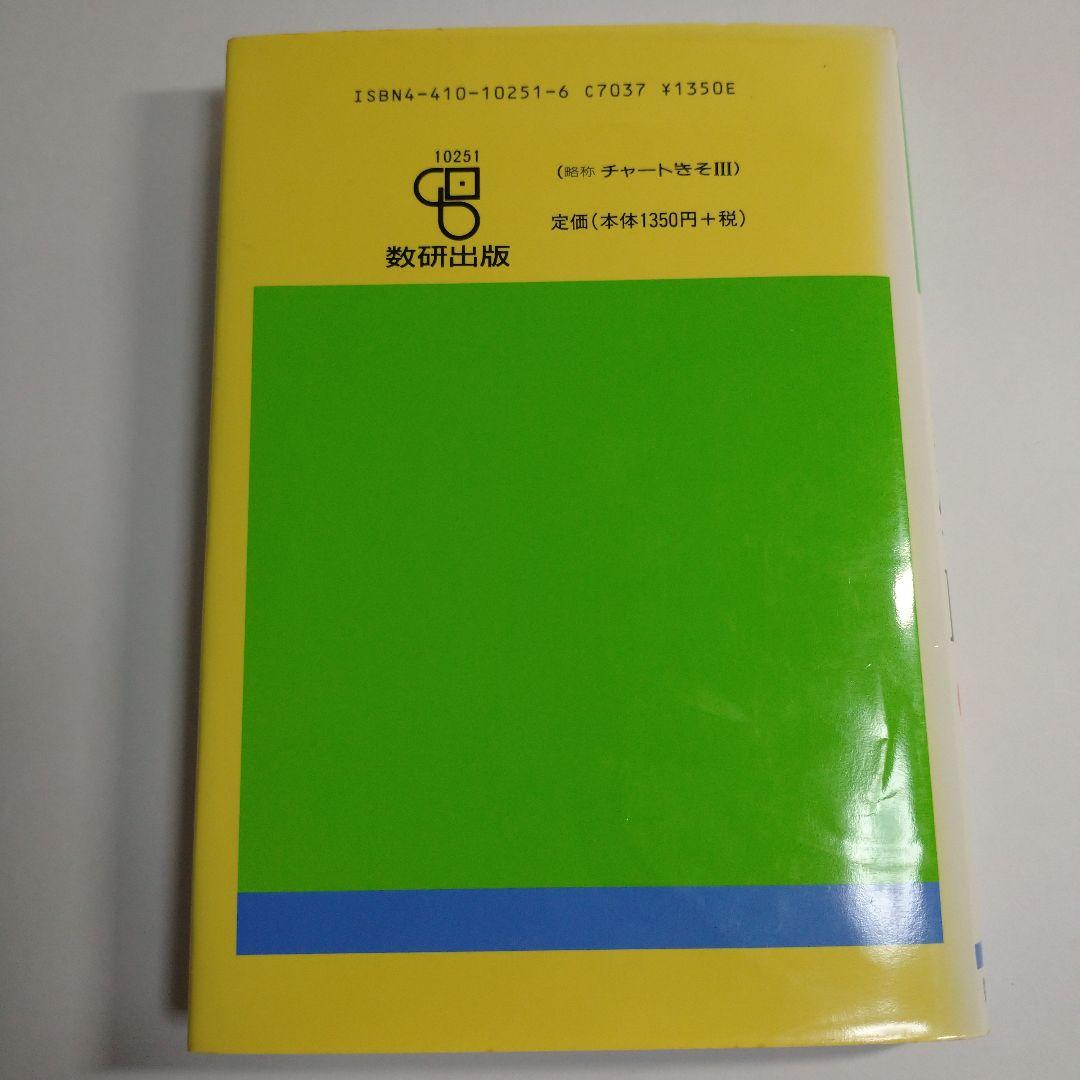 ISBN4-410-10251-6 C7037 ¥1350E
10251
数研出版
(略称 チャートきそIII)
定価(本体1350円+税)